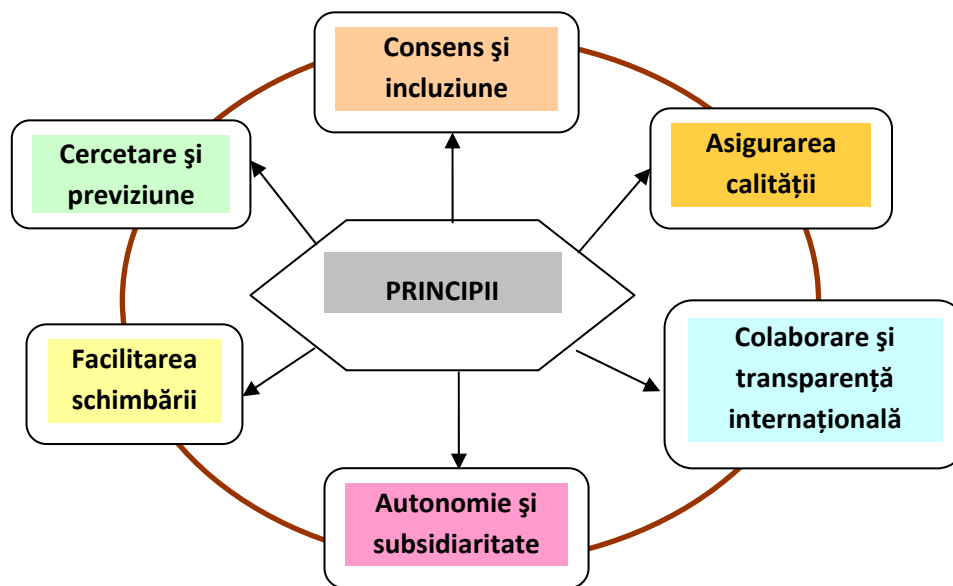 Consens şi
incluziune
Cercetare şi
previziune
Asigurarea
calității
PRINCIPII
Facilitarea
schimbării
Colaborare şi
transparență
internațională
Autonomie şi
subsidiaritate